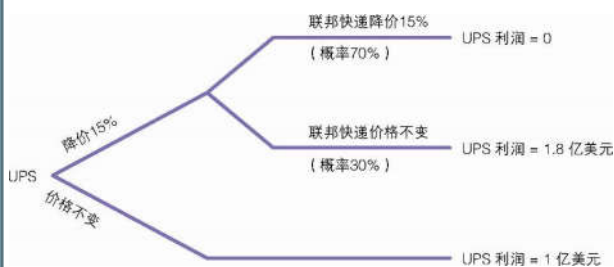 联邦快递降价15%
（概率70%）
UPS 利润 = 0
降价15%
联邦快递价格不变
（概率30%）
UPS 利润 = 1.8 亿美元
UPS
价格不变
UPS 利润 = 1 亿美元